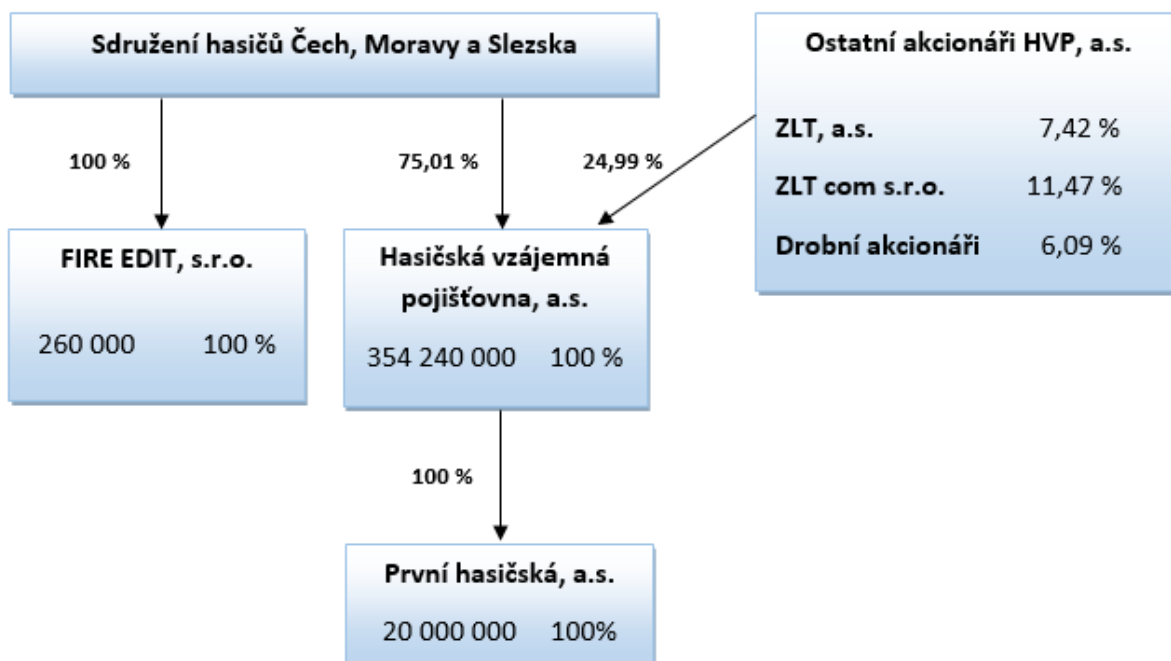 Sdružení hasičů Čech, Moravy a Slezska
Ostatní akcionáři HVP, a.s.
ZLT, a.s. 7,42 %
ZLT com s.r.o. 11,47 %
Drobní akcionáři 6,09 %
100 %
75,01 %
24,99 %
FIRE EDIT, s.r.o.
260 000 100 %
Hasičská vzájemná
pojišťovna, a.s.
354 240 000 100 %
100 %
První hasičská, a.s.
20 000 000 100%